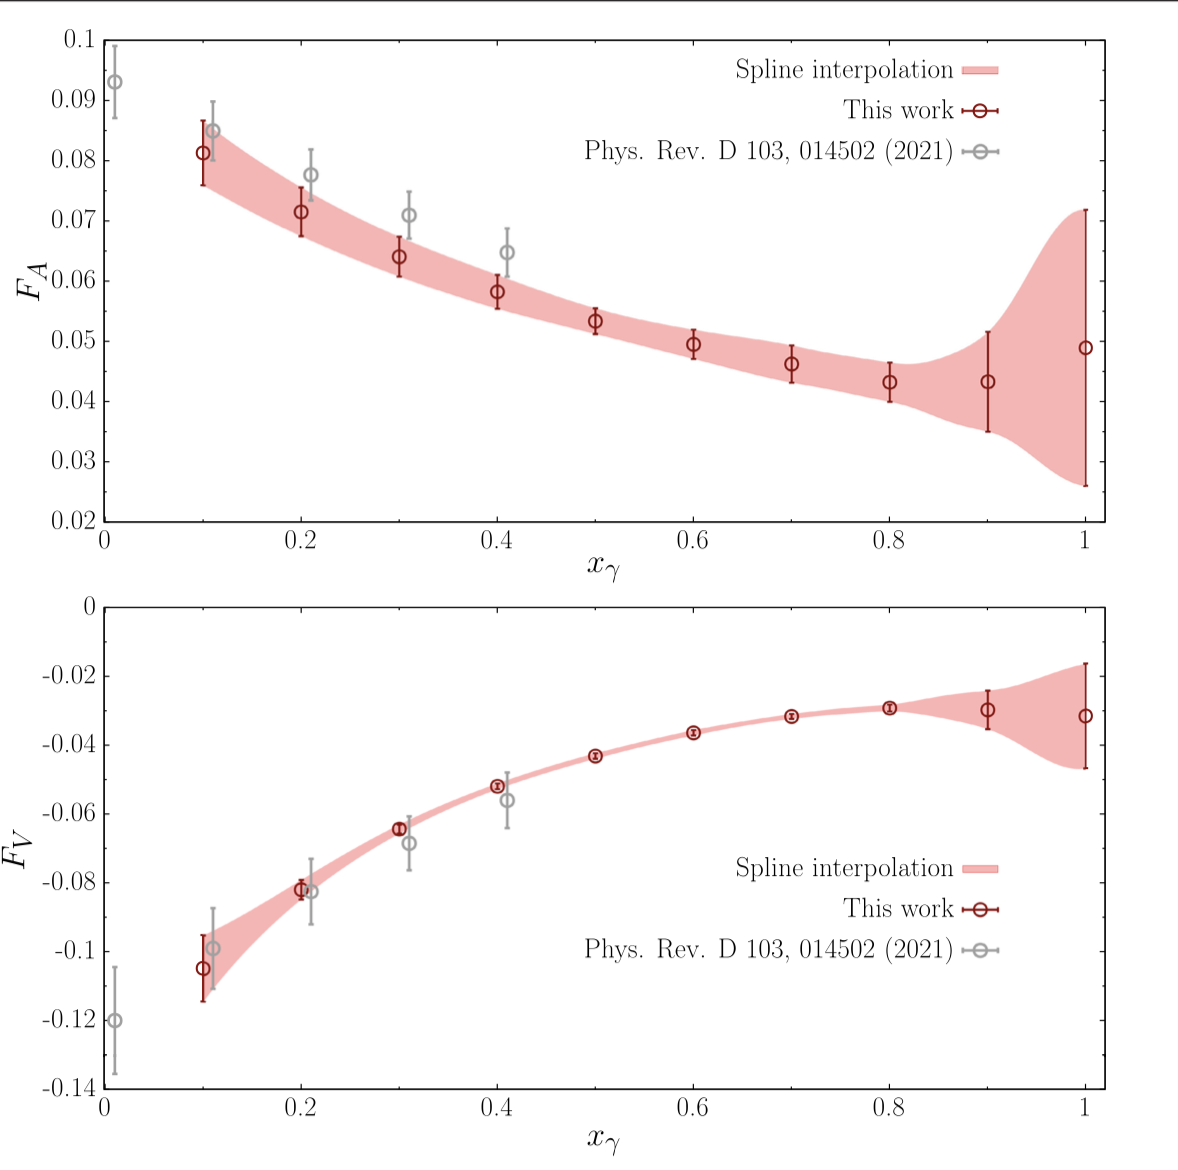 0.1
0.09
0.08
0.07
0.06
0.05
0.04
0.03
0.02
F_A
Spline interpolation
This work
Phys. Rev. D 103, 014502 (2021)
0 0.2 0.4 0.6 0.8 1
x_γ
0
-0.02
-0.04
-0.06
-0.08
-0.1
-0.12
-0.14
F_V
Spline interpolation
This work
Phys. Rev. D 103, 014502 (2021)
0 0.2 0.4 0.6 0.8 1
x_γ